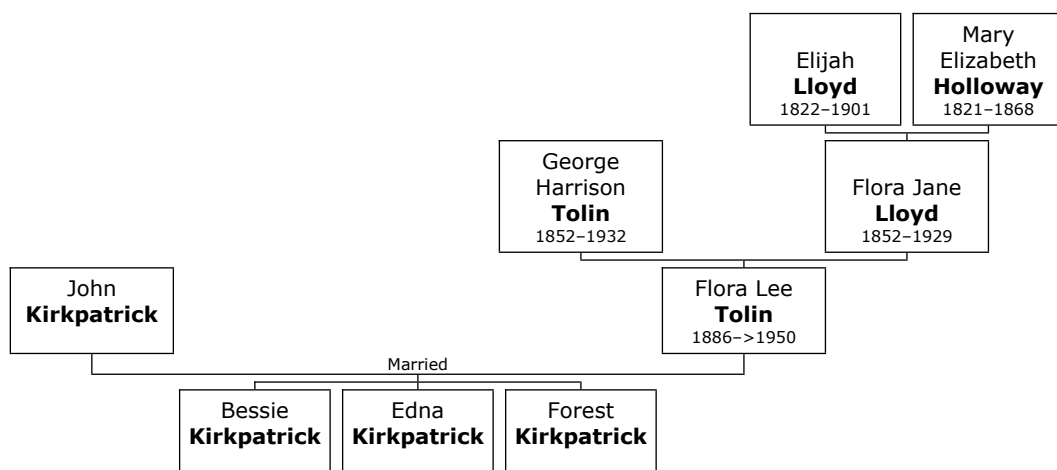 Elijah
Lloyd
1822–1901
Mary
Elizabeth
Holloway
1821–1868
George
Harrison
Tolin
1852–1932
Flora Jane
Lloyd
1852–1929
John
Kirkpatrick
Flora Lee
Tolin
1886–>1950
Married
Bessie
Kirkpatrick
Edna
Kirkpatrick
Forest
Kirkpatrick